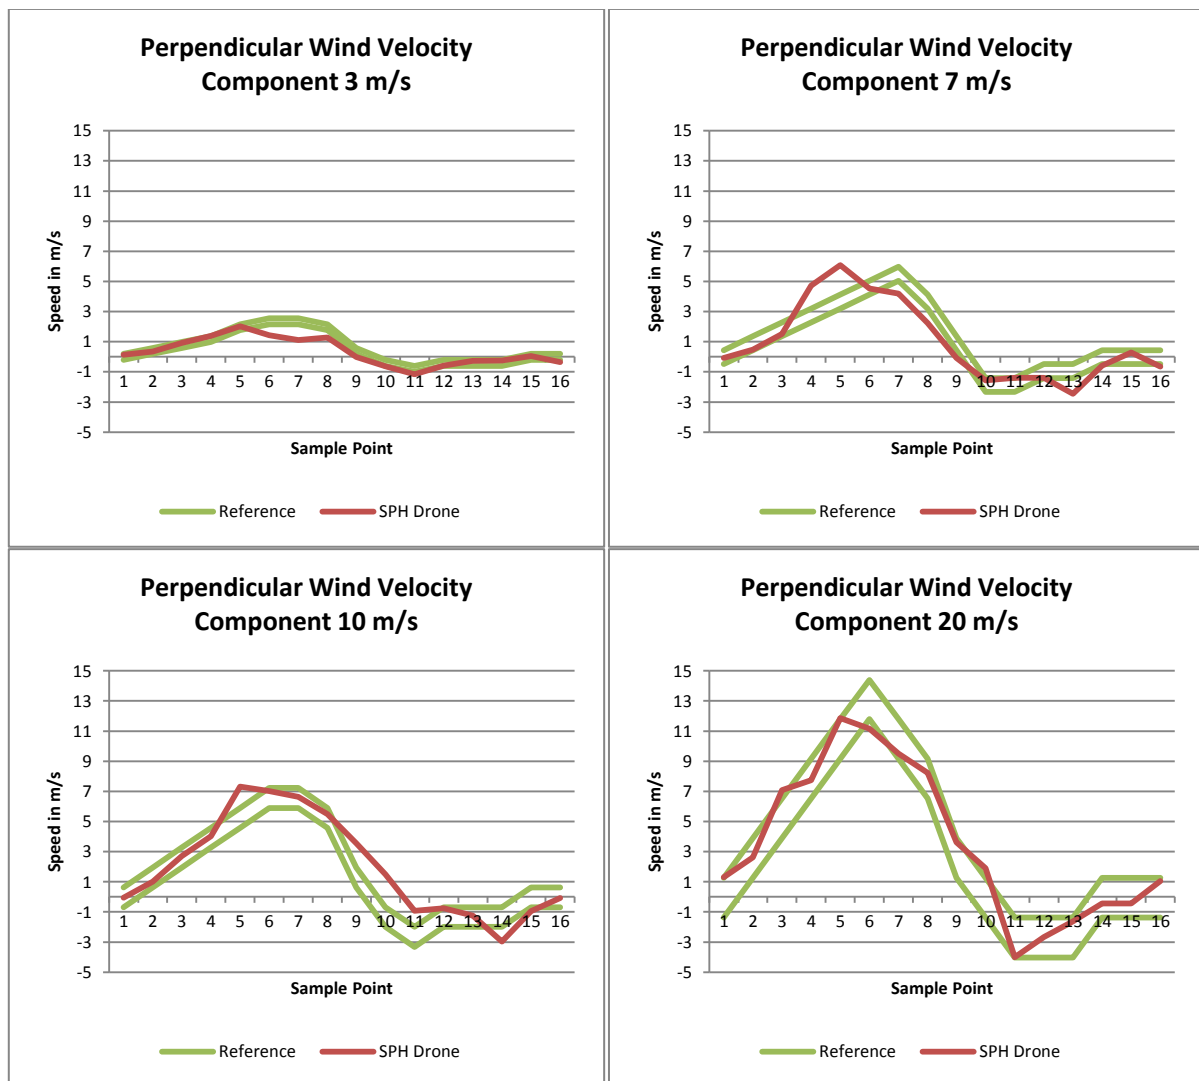 Perpendicular Wind Velocity
Component 3 m/s
15
13
11
9
7
5
3
1
-1
-3
-5
Speed in m/s
1 2 3 4 5 6 7 8 9 10 11 12 13 14 15 16
Sample Point
Reference SPH Drone
Perpendicular Wind Velocity
Component 7 m/s
15
13
11
9
7
5
3
1
-1
-3
-5
Speed in m/s
1 2 3 4 5 6 7 8 9 10 11 12 13 14 15 16
Sample Point
Reference SPH Drone
Perpendicular Wind Velocity
Component 10 m/s
15
13
11
9
7
5
3
1
-1
-3
-5
Speed in m/s
1 2 3 4 5 6 7 8 9 10 11 12 13 14 15 16
Sample Point
Reference SPH Drone
Perpendicular Wind Velocity
Component 20 m/s
15
13
11
9
7
5
3
1
-1
-3
-5
Speed in m/s
1 2 3 4 5 6 7 8 9 10 11 12 13 14 15 16
Sample Point
Reference SPH Drone